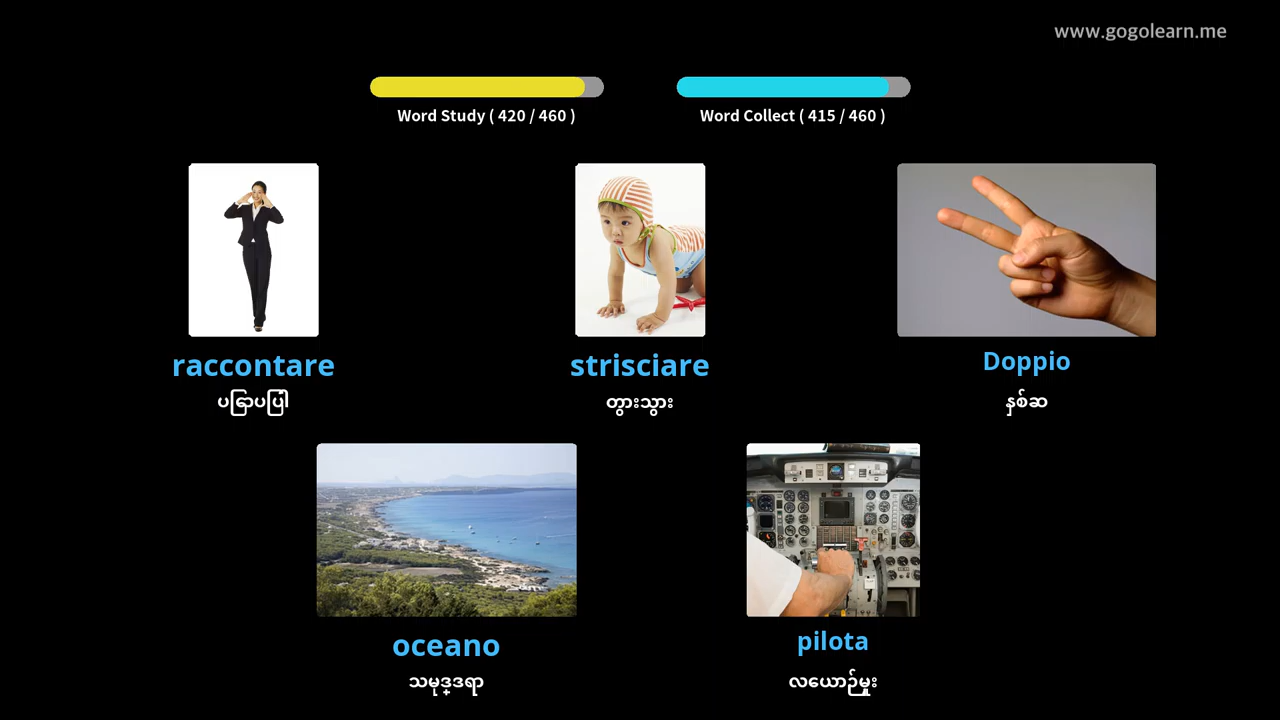 www.gogolearn.me
Word Study ( 420 / 460 )
Word Collect ( 415 / 460 )
raccontare
ပြောပြပါ
strisciare
တွားသွား
Doppio
နှစ်ဆ
oceano
သမုဒ္ဒရာ
pilota
လေယာဉ်မှူး